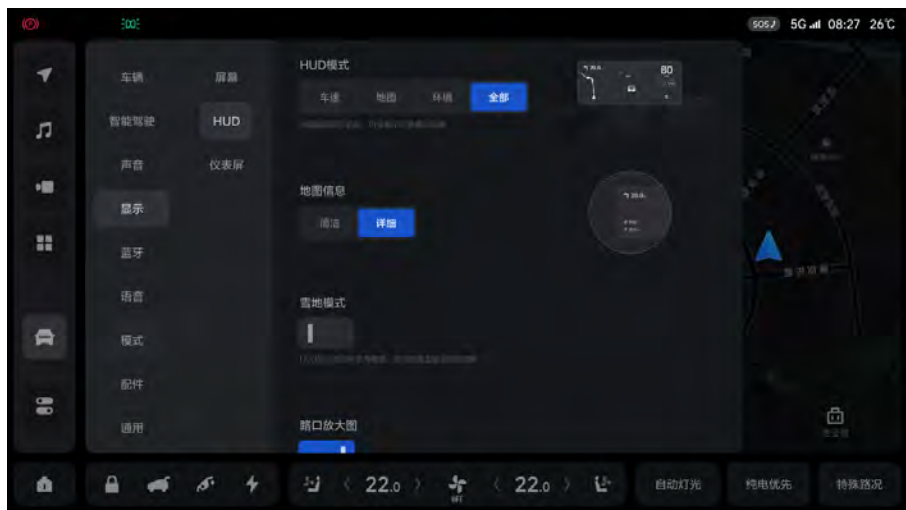 SOS
5G
08:27
26℃
车辆
屏幕
智能驾驶
HUD
声音
仪表屏
显示
蓝牙
语音
模式
配件
通用
HUD模式
车速
地图
环境
全部
80
地图信息
简洁
详细
雪地模式
路口放大图
22.0
OFF
22.0
自动灯光
纯电优先
特殊路况